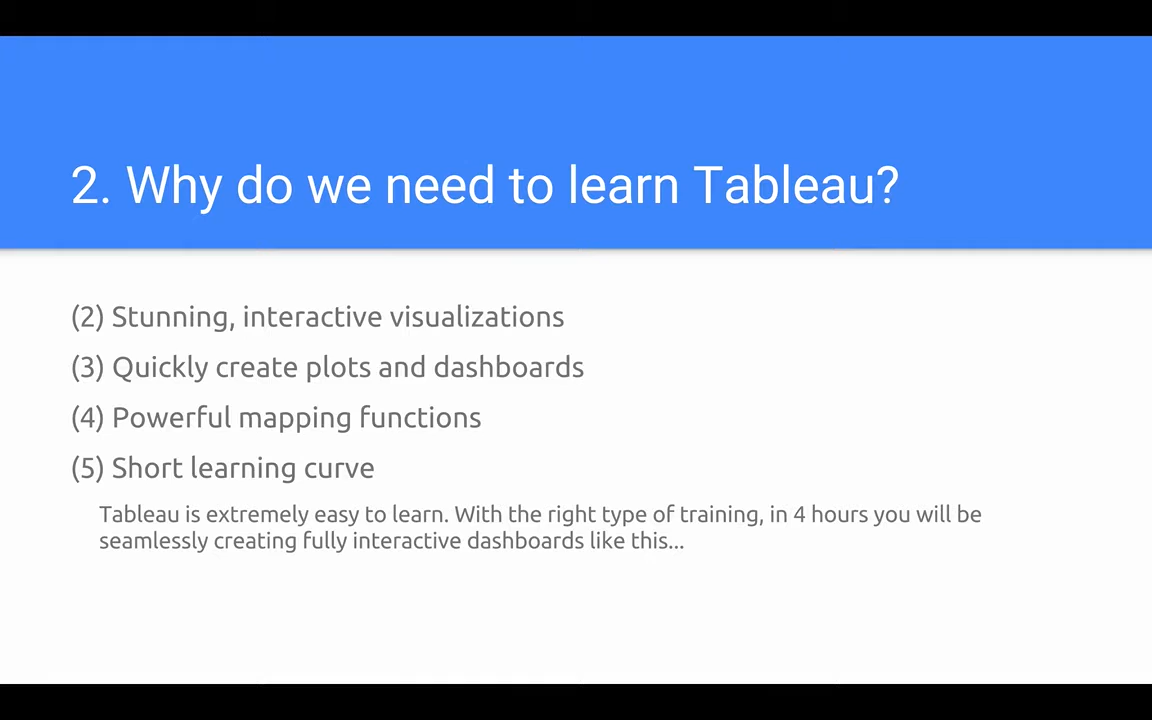 2. Why do we need to learn Tableau?
(2) Stunning, interactive visualizations
(3) Quickly create plots and dashboards
(4) Powerful mapping functions
(5) Short learning curve
Tableau is extremely easy to learn. With the right type of training, in 4 hours you will be
seamlessly creating fully interactive dashboards like this...